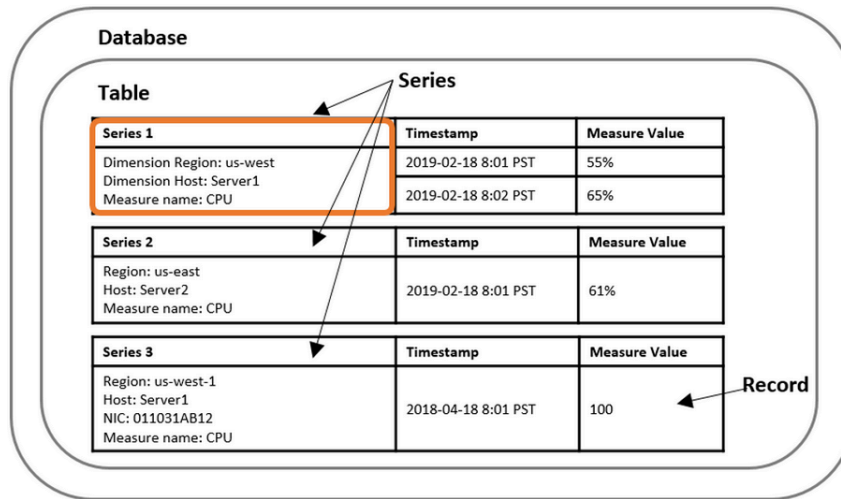 Database
Table
Series
Series 1 Timestamp Measure Value
Dimension Region: us-west
Dimension Host: Server1
Measure name: CPU
2019-02-18 8:01 PST 55%
2019-02-18 8:02 PST 65%
Series 2 Timestamp Measure Value
Region: us-east
Host: Server2
Measure name: CPU
2019-02-18 8:01 PST 61%
Series 3 Timestamp Measure Value
Region: us-west-1
Host: Server1
NIC: 011031AB12
Measure name: CPU
2018-04-18 8:01 PST 100
Record